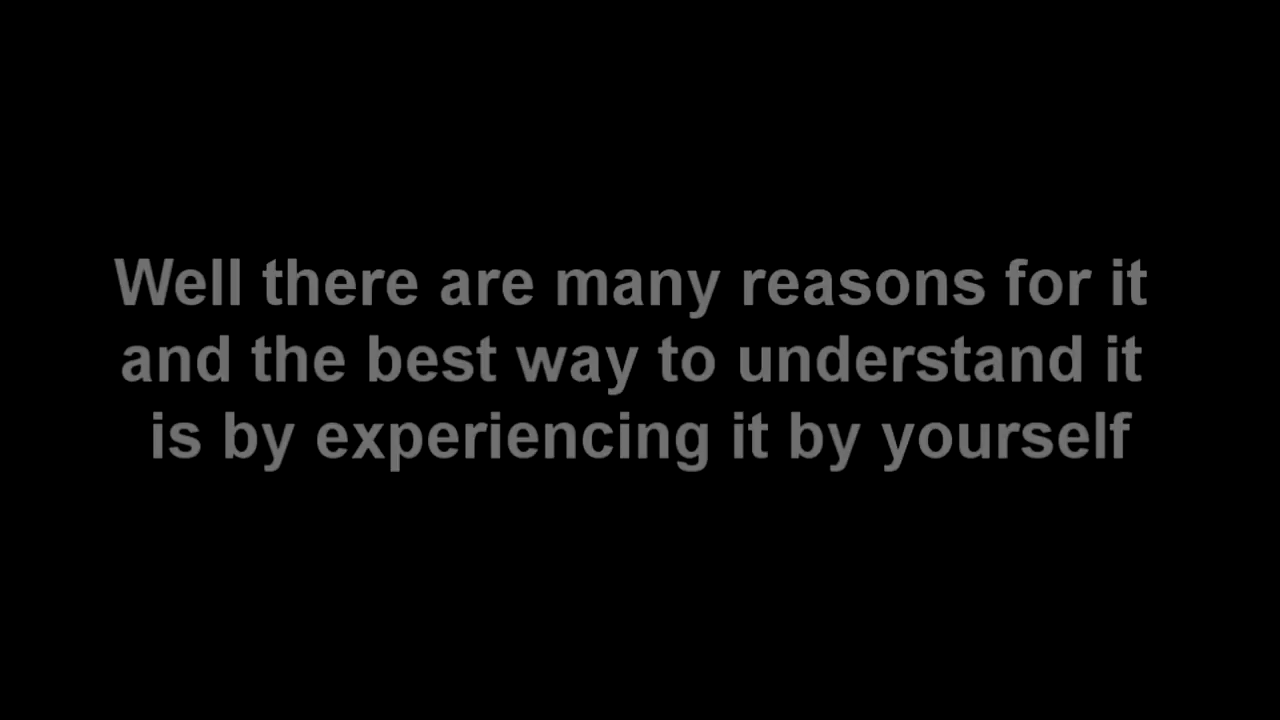 Well there are many reasons for it
and the best way to understand it
is by experiencing it by yourself